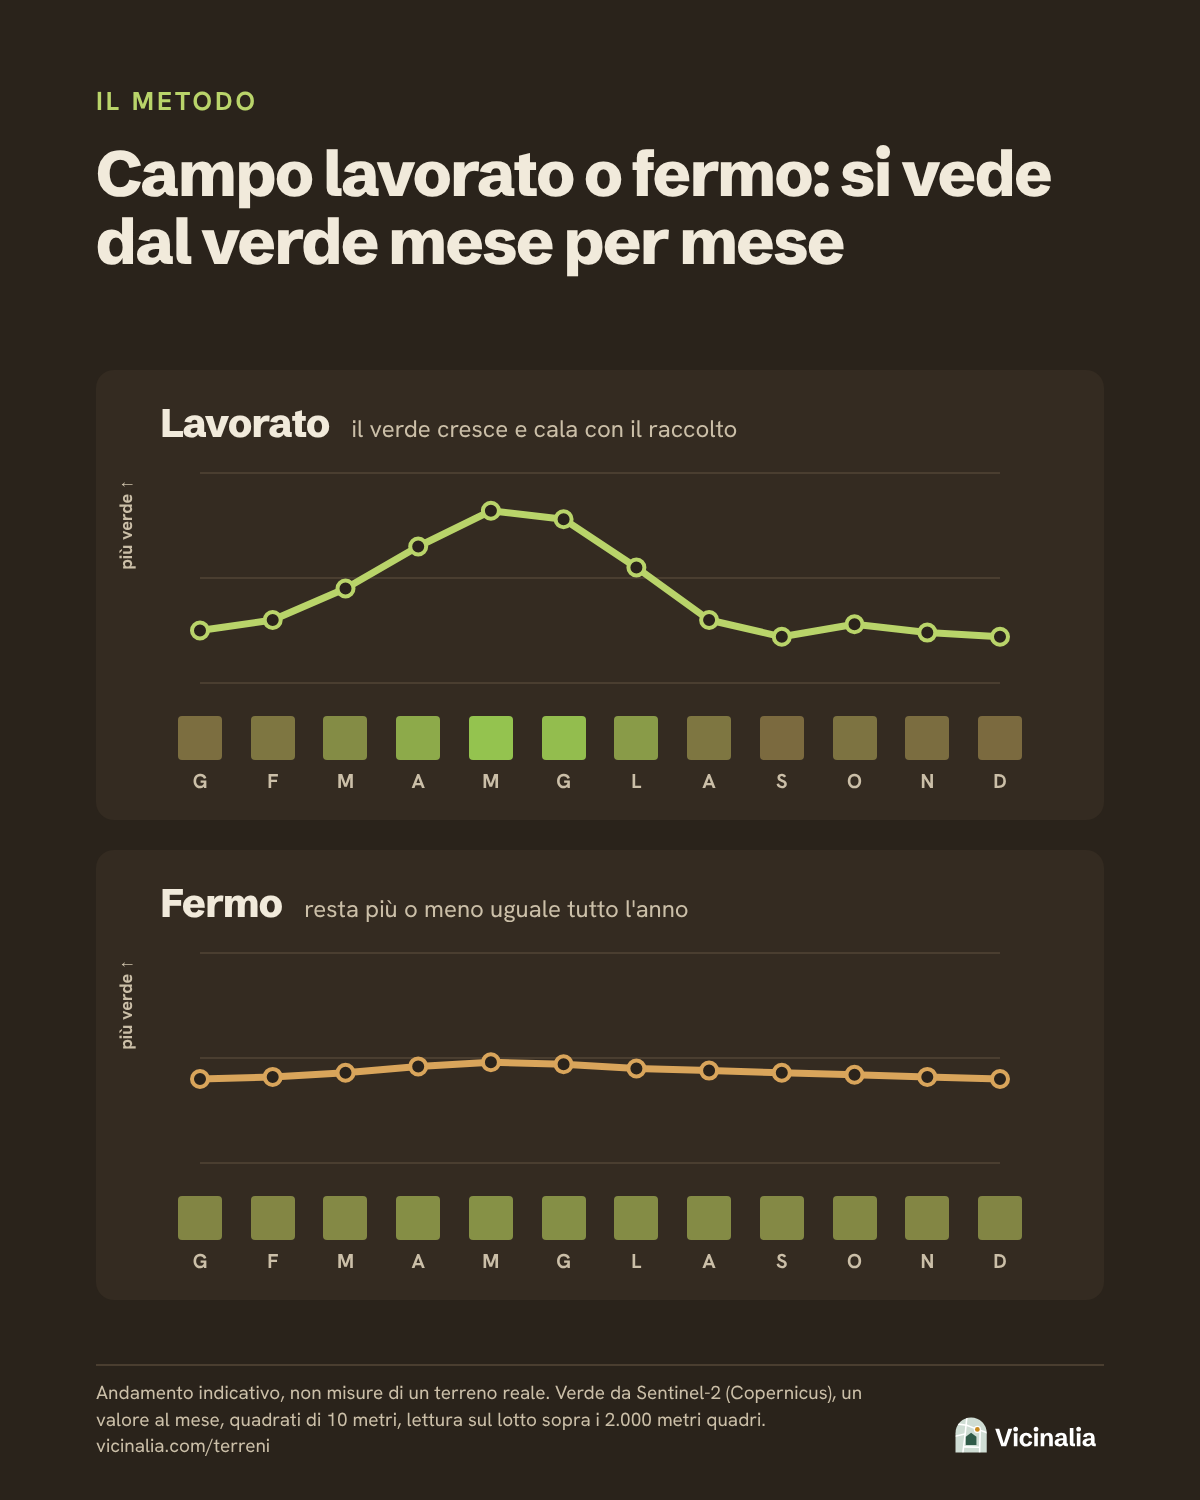 IL METODO
Campo lavorato o fermo: si vede
dal verde mese per mese
Lavorato il verde cresce e cala con il raccolto
più verde ↑
G F M A M G L A S O N D
Fermo resta più o meno uguale tutto l'anno
più verde ↑
G F M A M G L A S O N D
Andamento indicativo, non misure di un terreno reale. Verde da Sentinel-2 (Copernicus), un
valore al mese, quadrati di 10 metri, lettura sul lotto sopra i 2.000 metri quadri.
vicinalia.com/terreni
Vicinalia